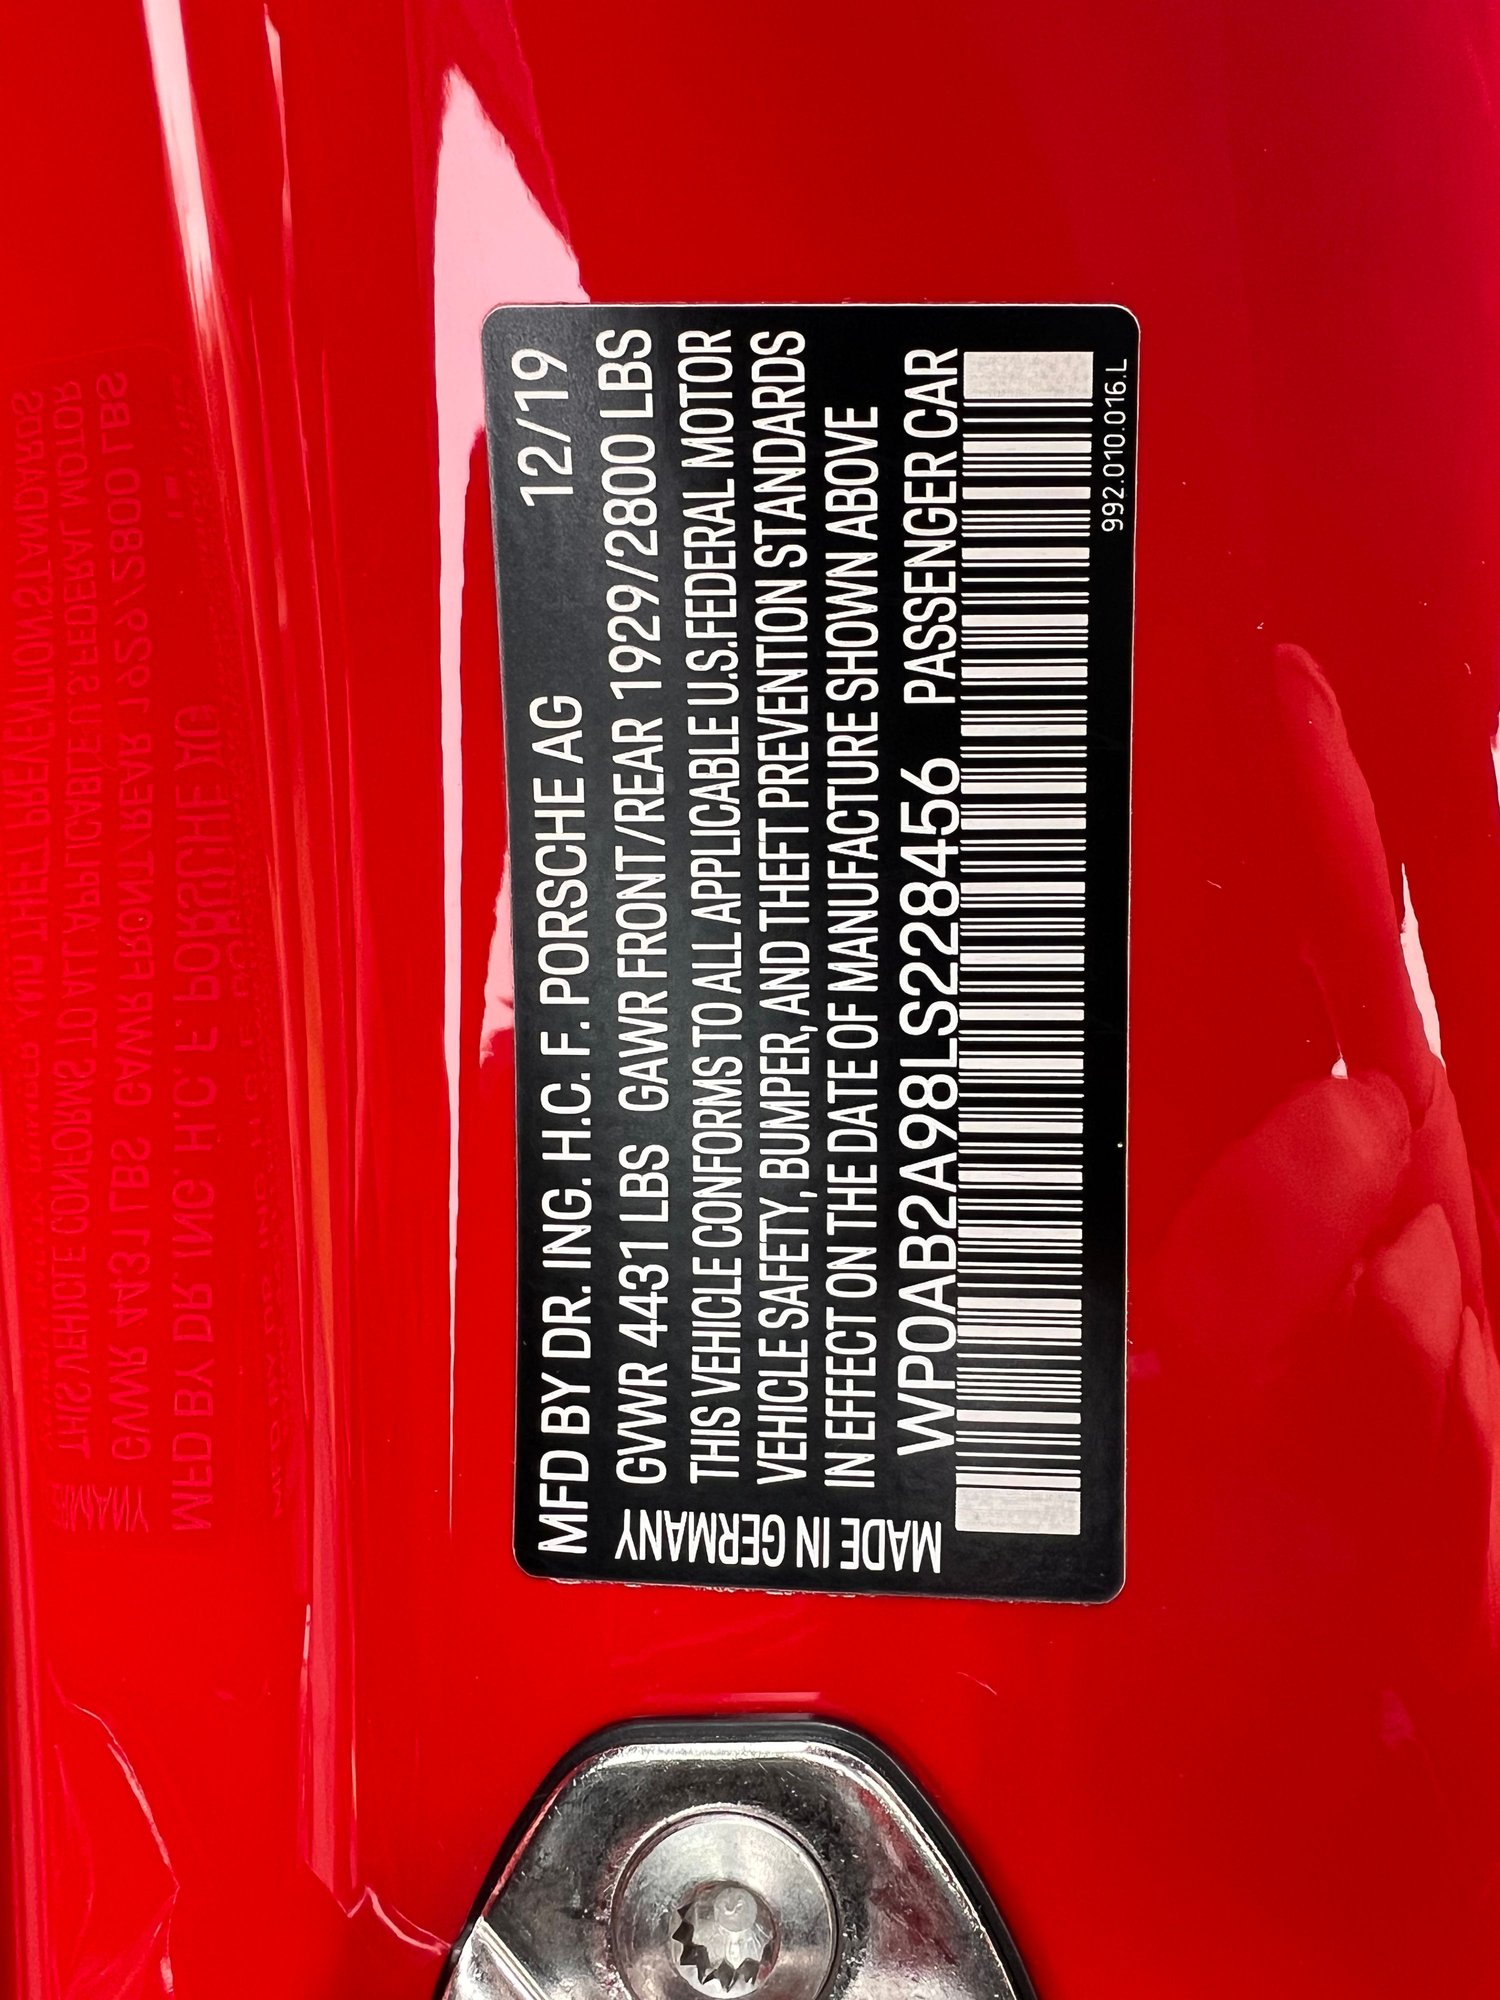 MFD BY DR. ING. H.C. F. PORSCHE AG 12/19
GVWR 4431 LBS GAWR FRONT/REAR 1929/2800 LBS
THIS VEHICLE CONFORMS TO ALL APPLICABLE U.S.FEDERAL MOTOR
VEHICLE SAFETY, BUMPER, AND THEFT PREVENTION STANDARDS
IN EFFECT ON THE DATE OF MANUFACTURE SHOWN ABOVE
WP0AB2A98LS228456 PASSENGER CAR
992.010.016.L
MADE IN GERMANY